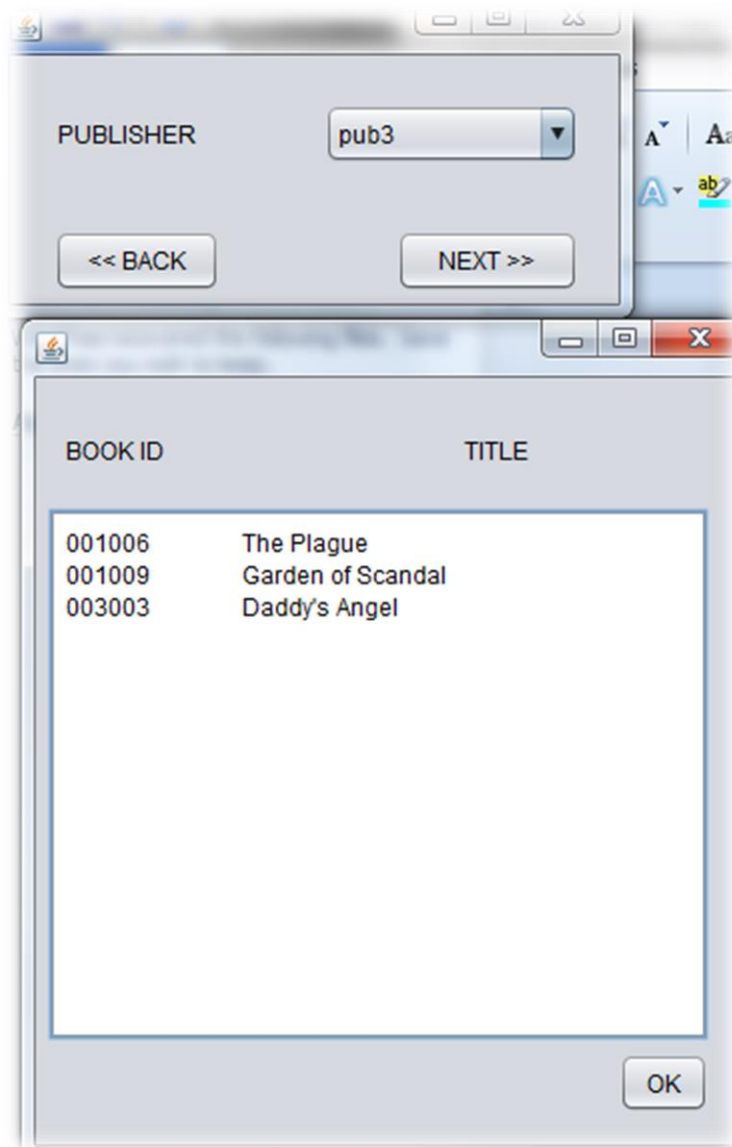 PUBLISHER pub3
<< BACK NEXT >>
BOOK ID TITLE
001006 The Plague
001009 Garden of Scandal
003003 Daddy's Angel
OK